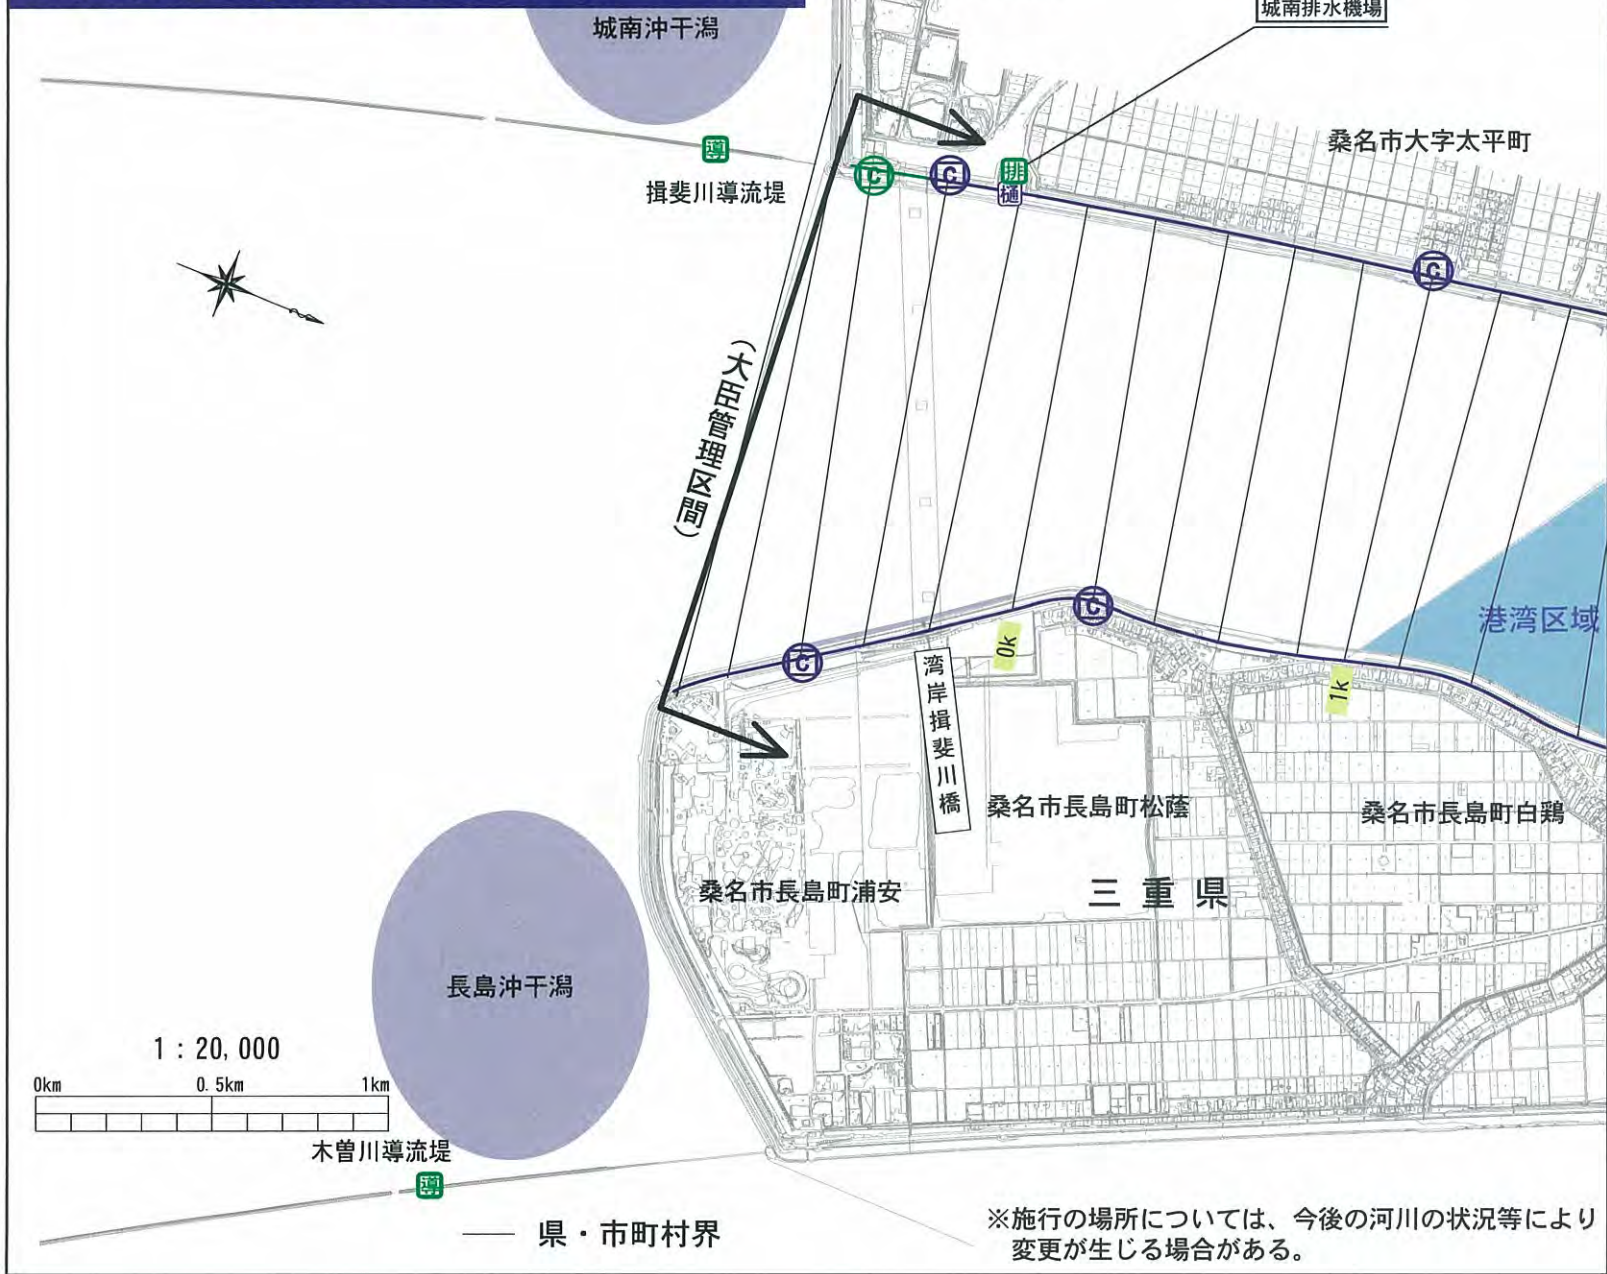 城南排水機場
城南沖干潟
桑名市大字太平町
導
揖斐川導流堤
C
C
排
樋
C
（大臣管理区間）
港湾区域
C
C
0k
1k
湾岸揖斐川橋
桑名市長島町松蔭
桑名市長島町白鶏
桑名市長島町浦安
三重県
長島沖干潟
1：20,000
0km 0.5km 1km
木曽川導流堤
導
県・市町村界
※施行の場所については、今後の河川の状況等により
変更が生じる場合がある。